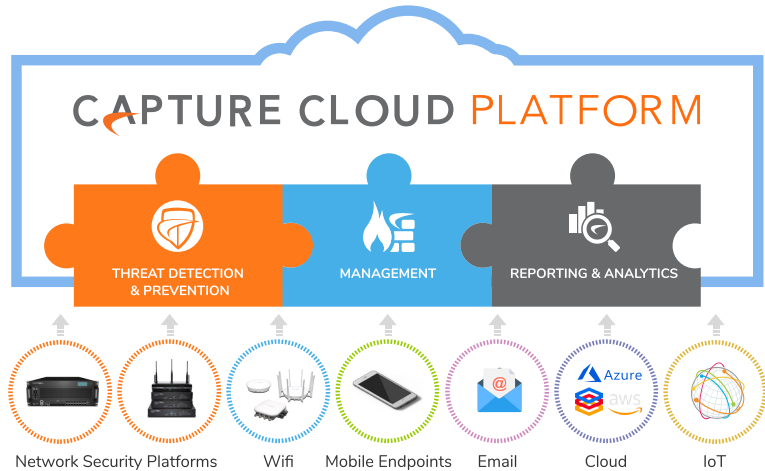 CAPTURE CLOUD PLATFORM
THREAT DETECTION
& PREVENTION
MANAGEMENT
REPORTING & ANALYTICS
@
Azure
aws
Network Security Platforms
Wifi
Mobile Endpoints
Email
Cloud
IoT